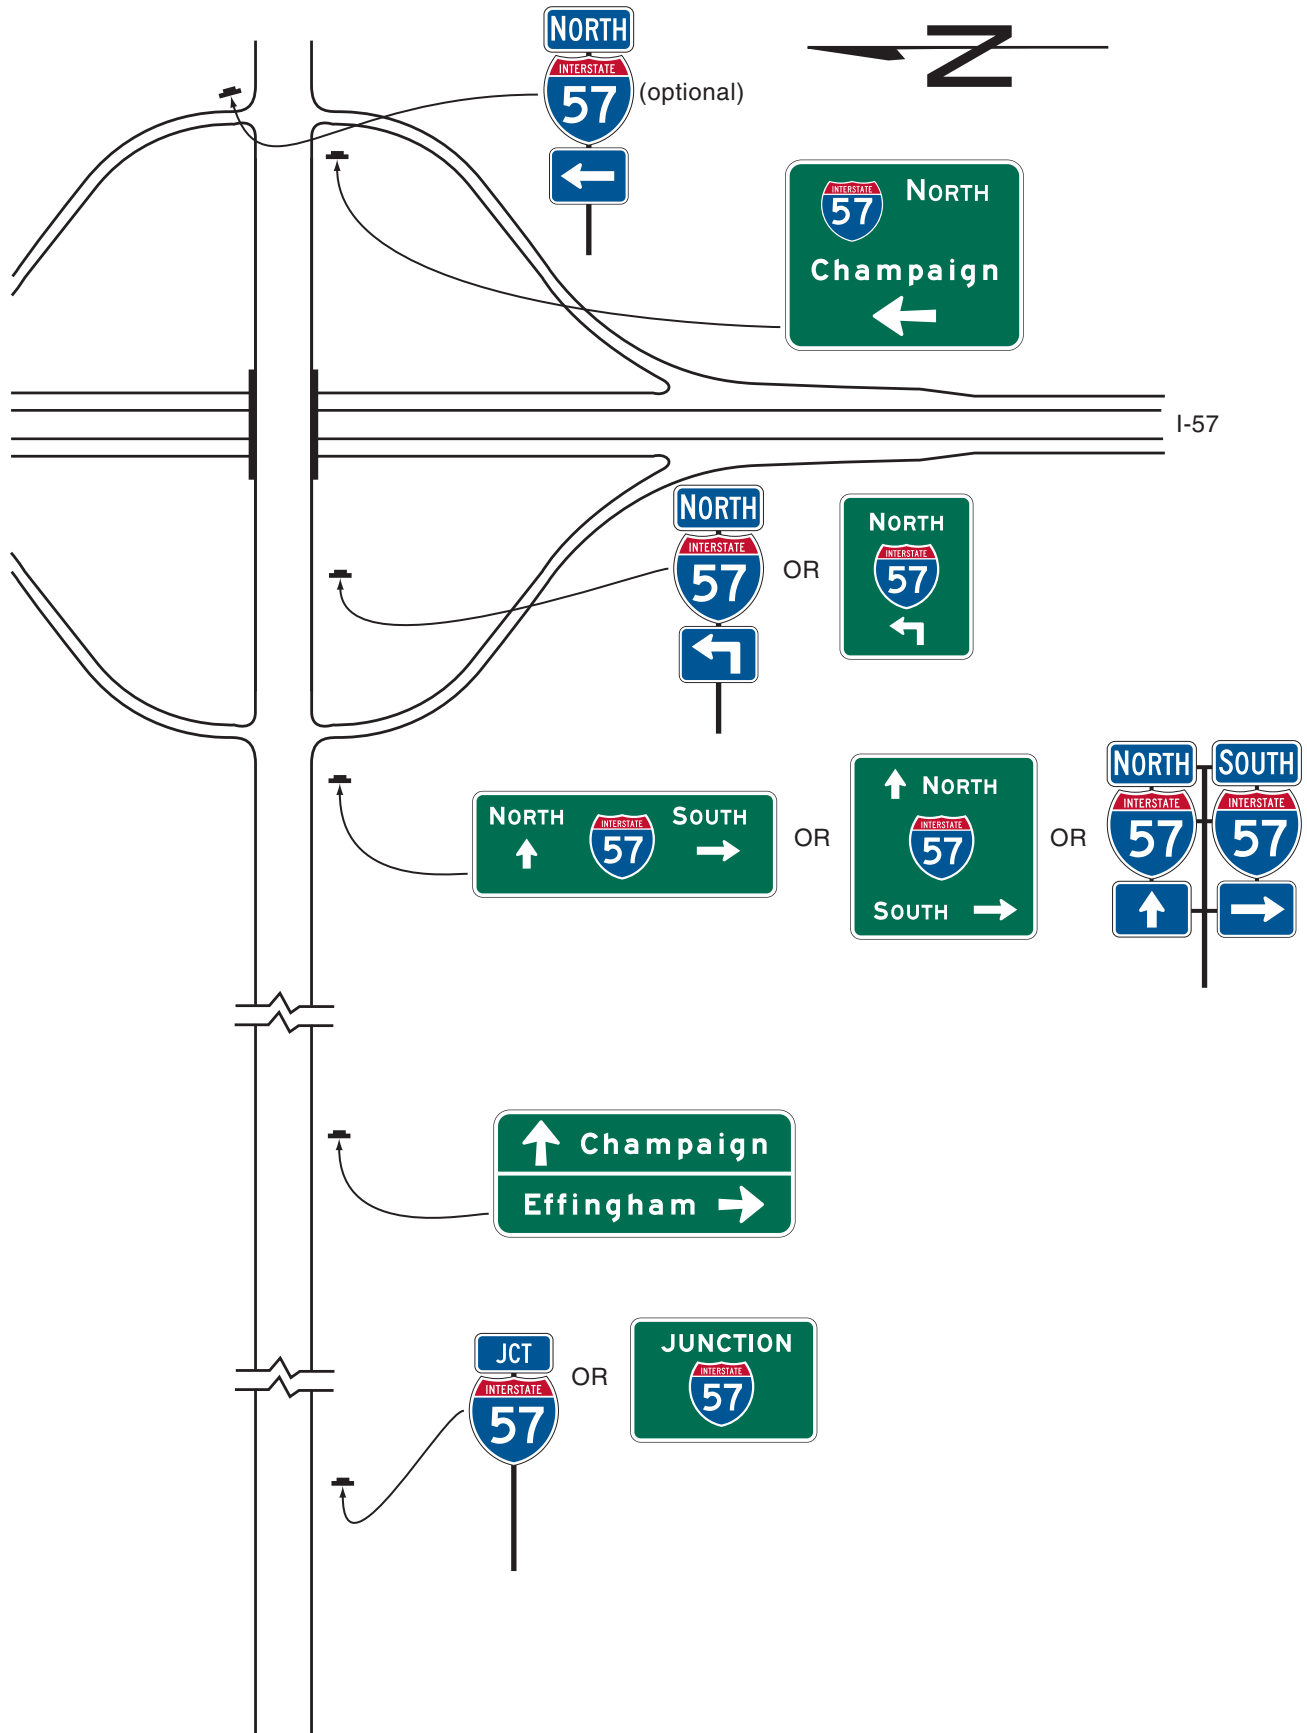 NORTH
INTERSTATE
57
(optional)
N
INTERSTATE
57
NORTH
Champaign
I-57
NORTH
INTERSTATE
57
OR
NORTH
INTERSTATE
57
NORTH
INTERSTATE
57
SOUTH
OR
NORTH
INTERSTATE
57
SOUTH
OR
NORTH
INTERSTATE
57
SOUTH
INTERSTATE
57
Champaign
Effingham
JCT
INTERSTATE
57
OR
JUNCTION
INTERSTATE
57